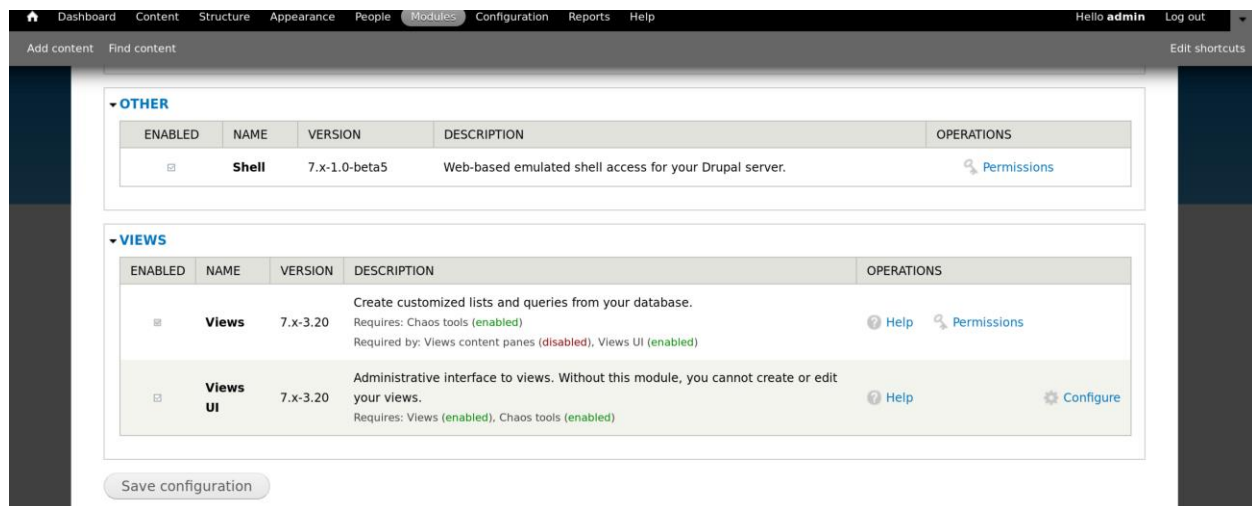 Dashboard Content Structure Appearance People Modules Configuration Reports Help Hello admin Log out
Add content Find content Edit shortcuts
OTHER
ENABLED NAME VERSION DESCRIPTION OPERATIONS
Shell 7.x-1.0-beta5 Web-based emulated shell access for your Drupal server. Permissions
VIEWS
ENABLED NAME VERSION DESCRIPTION OPERATIONS
Create customized lists and queries from your database.
Views 7.x-3.20 Requires: Chaos tools (enabled) Help Permissions
Required by: Views content panes (disabled), Views UI (enabled)
Administrative interface to views. Without this module, you cannot create or edit
Views UI 7.x-3.20 your views. Help Configure
Requires: Views (enabled), Chaos tools (enabled)
Save configuration